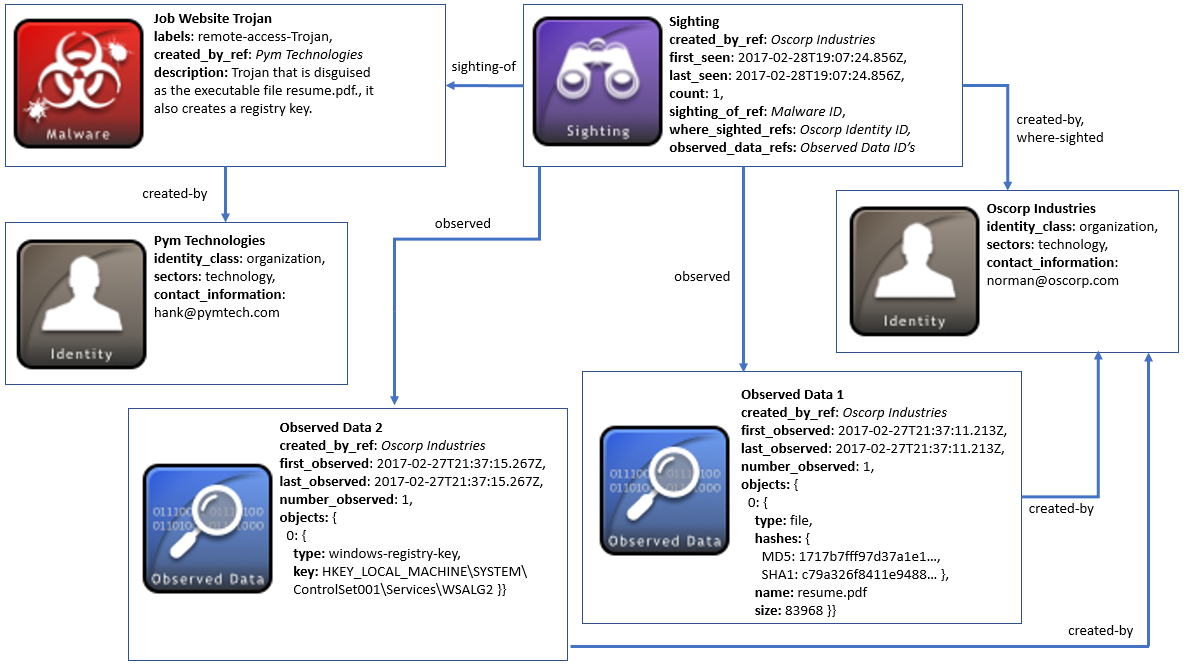 Job Website Trojan
labels: remote-access-Trojan,
created_by_ref: Pym Technologies
description: Trojan that is disguised
as the executable file resume.pdf., it
also creates a registry key.
Malware
sighting-of
Sighting
created_by_ref: Oscorp Industries
first_seen: 2017-02-28T19:07:24.856Z,
last_seen: 2017-02-28T19:07:24.856Z,
count: 1,
sighting_of_ref: Malware ID,
where_sighted_refs: Oscorp Identity ID,
observed_data_refs: Observed Data ID’s
Sighting
created-by,
where-sighted
created-by
observed
observed
Pym Technologies
identity_class: organization,
sectors: technology,
contact_information:
hank@pymtech.com
Identity
Oscorp Industries
identity_class: organization,
sectors: technology,
contact_information:
norman@oscorp.com
Identity
Observed Data 2
created_by_ref: Oscorp Industries
first_observed: 2017-02-27T21:37:15.267Z,
last_observed: 2017-02-27T21:37:15.267Z,
number_observed: 1,
objects: {
0: {
type: windows-registry-key,
key: HKEY_LOCAL_MACHINE\SYSTEM\
ControlSet001\Services\WSALG2 }}
Observed Data
Observed Data 1
created_by_ref: Oscorp Industries
first_observed: 2017-02-27T21:37:11.213Z,
last_observed: 2017-02-27T21:37:11.213Z,
number_observed: 1,
objects: {
0: {
type: file,
hashes: {
MD5: 1717b7fff97d37a1e1…,
SHA1: c79a326f8411e9488… },
name: resume.pdf
size: 83968 }}
Observed Data
created-by
created-by